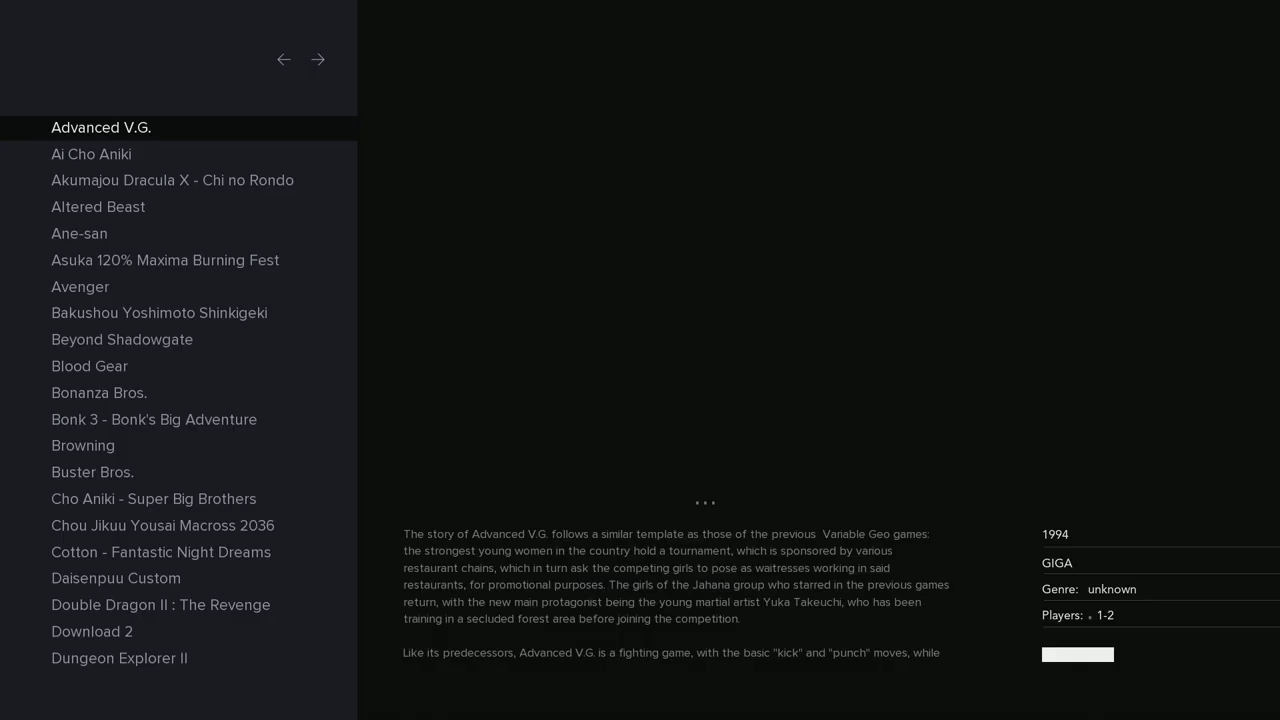 Advanced V.G.
Ai Cho Aniki
Akumajou Dracula X - Chi no Rondo
Altered Beast
Ane-san
Asuka 120% Maxima Burning Fest
Avenger
Bakushou Yoshimoto Shinkigeki
Beyond Shadowgate
Blood Gear
Bonanza Bros.
Bonk 3 - Bonk's Big Adventure
Browning
Buster Bros.
Cho Aniki - Super Big Brothers
Chou Jikuu Yousai Macross 2036
Cotton - Fantastic Night Dreams
Daisenpuu Custom
Double Dragon II : The Revenge
Download 2
Dungeon Explorer II
...
The story of Advanced V.G. follows a similar template as those of the previous  Variable Geo games:
the strongest young women in the country hold a tournament, which is sponsored by various
restaurant chains, which in turn ask the competing girls to pose as waitresses working in said
restaurants, for promotional purposes. The girls of the Jahana group who starred in the previous games
return, with the new main protagonist being the young martial artist Yuka Takeuchi, who has been
training in a secluded forest area before joining the competition.
Like its predecessors, Advanced V.G. is a fighting game, with the basic "kick" and "punch" moves, while
1994
GIGA
Genre: unknown
Players: 1-2